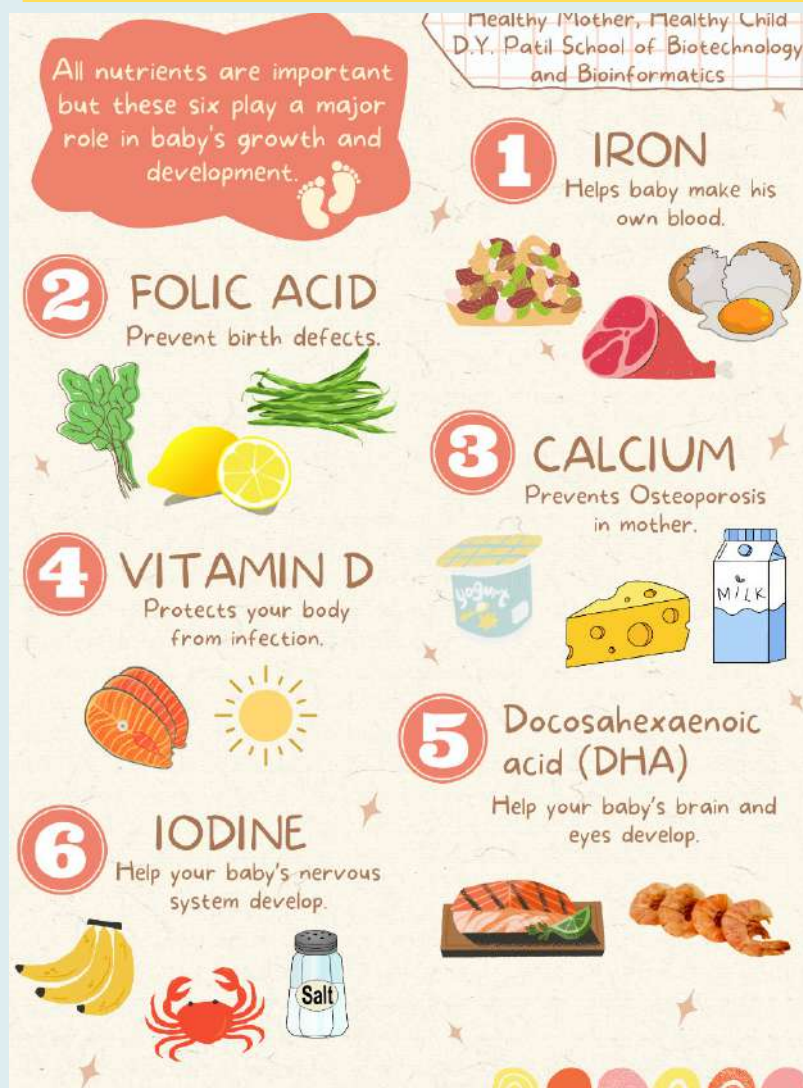 All nutrients are important
but these six play a major
role in baby's growth and
development.
Healthy Mother, Healthy Child
D.Y. Patil School of Biotechnology
and Bioinformatics
1
IRON
Helps baby make his
own blood.
2
FOLIC ACID
Prevent birth defects.
3
CALCIUM
Prevents Osteoporosis
in mother.
yogurt
MILK
4
VITAMIN D
Protects your body
from infection.
5
Docosahexaenoic
acid (DHA)
Help your baby's brain and
eyes develop.
6
IODINE
Help your baby's nervous
system develop.
Salt